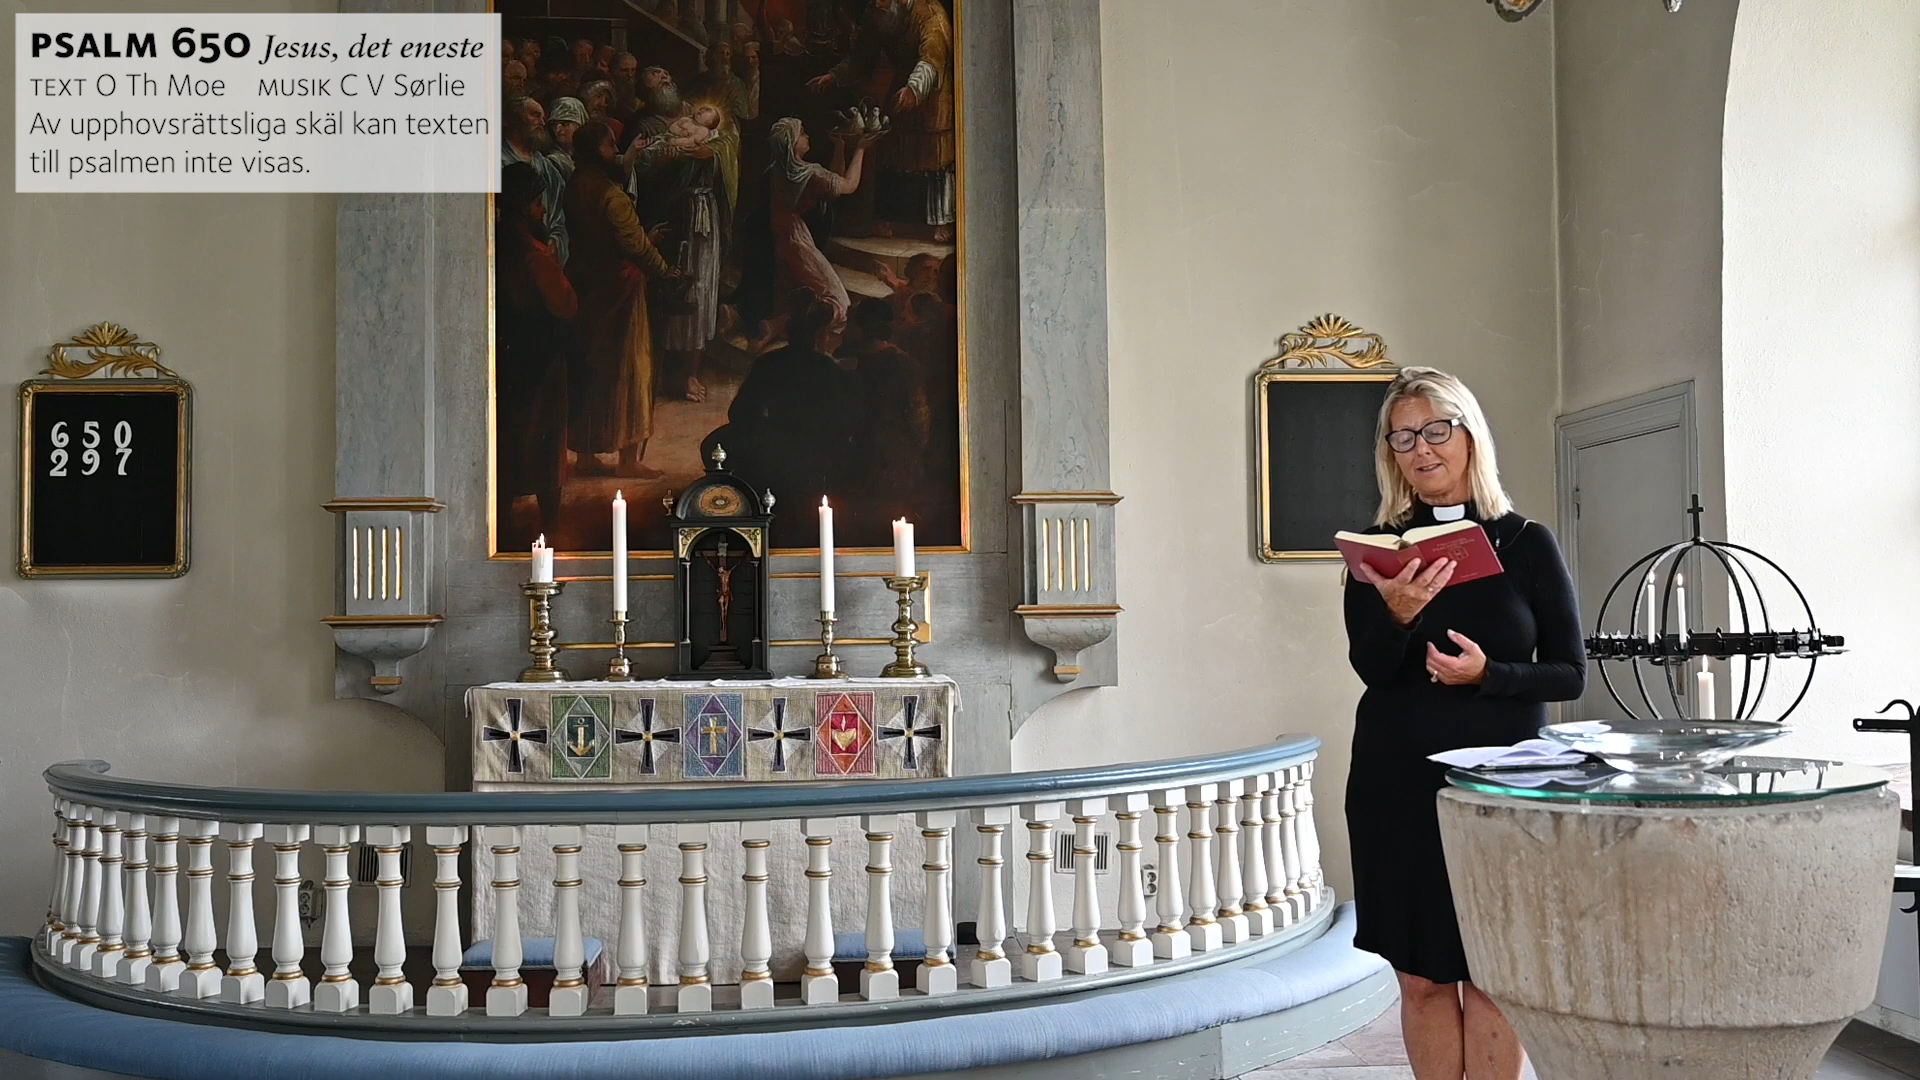 PSALM 650 Jesus, det eneste
TEXT O Th Moe MUSIK C V Sørlie
Av upphovsrättsliga skäl kan texten
till psalmen inte visas.
650
297